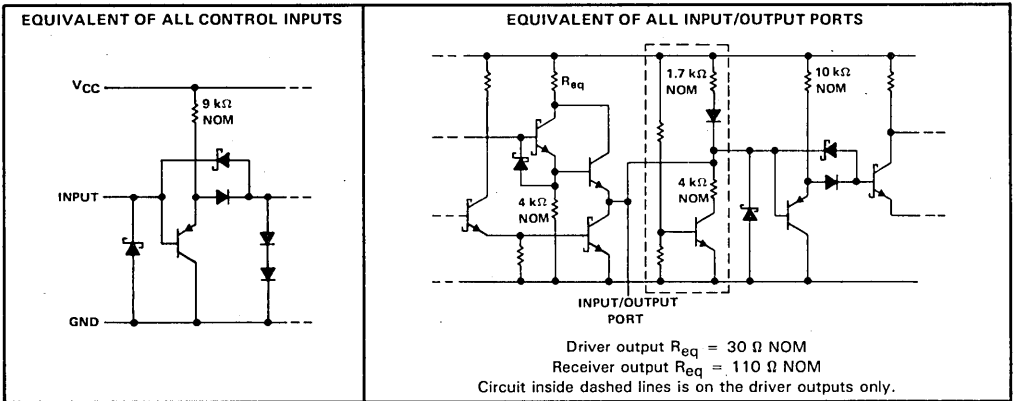 EQUIVALENT OF ALL CONTROL INPUTS
VCC
9 kΩ
NOM
INPUT
GND
EQUIVALENT OF ALL INPUT/OUTPUT PORTS
Req
4 kΩ
NOM
1.7 kΩ
NOM
4 kΩ
NOM
10 kΩ
NOM
INPUT/OUTPUT
PORT
Driver output Req = 30 Ω NOM
Receiver output Req = 110 Ω NOM
Circuit inside dashed lines is on the driver outputs only.